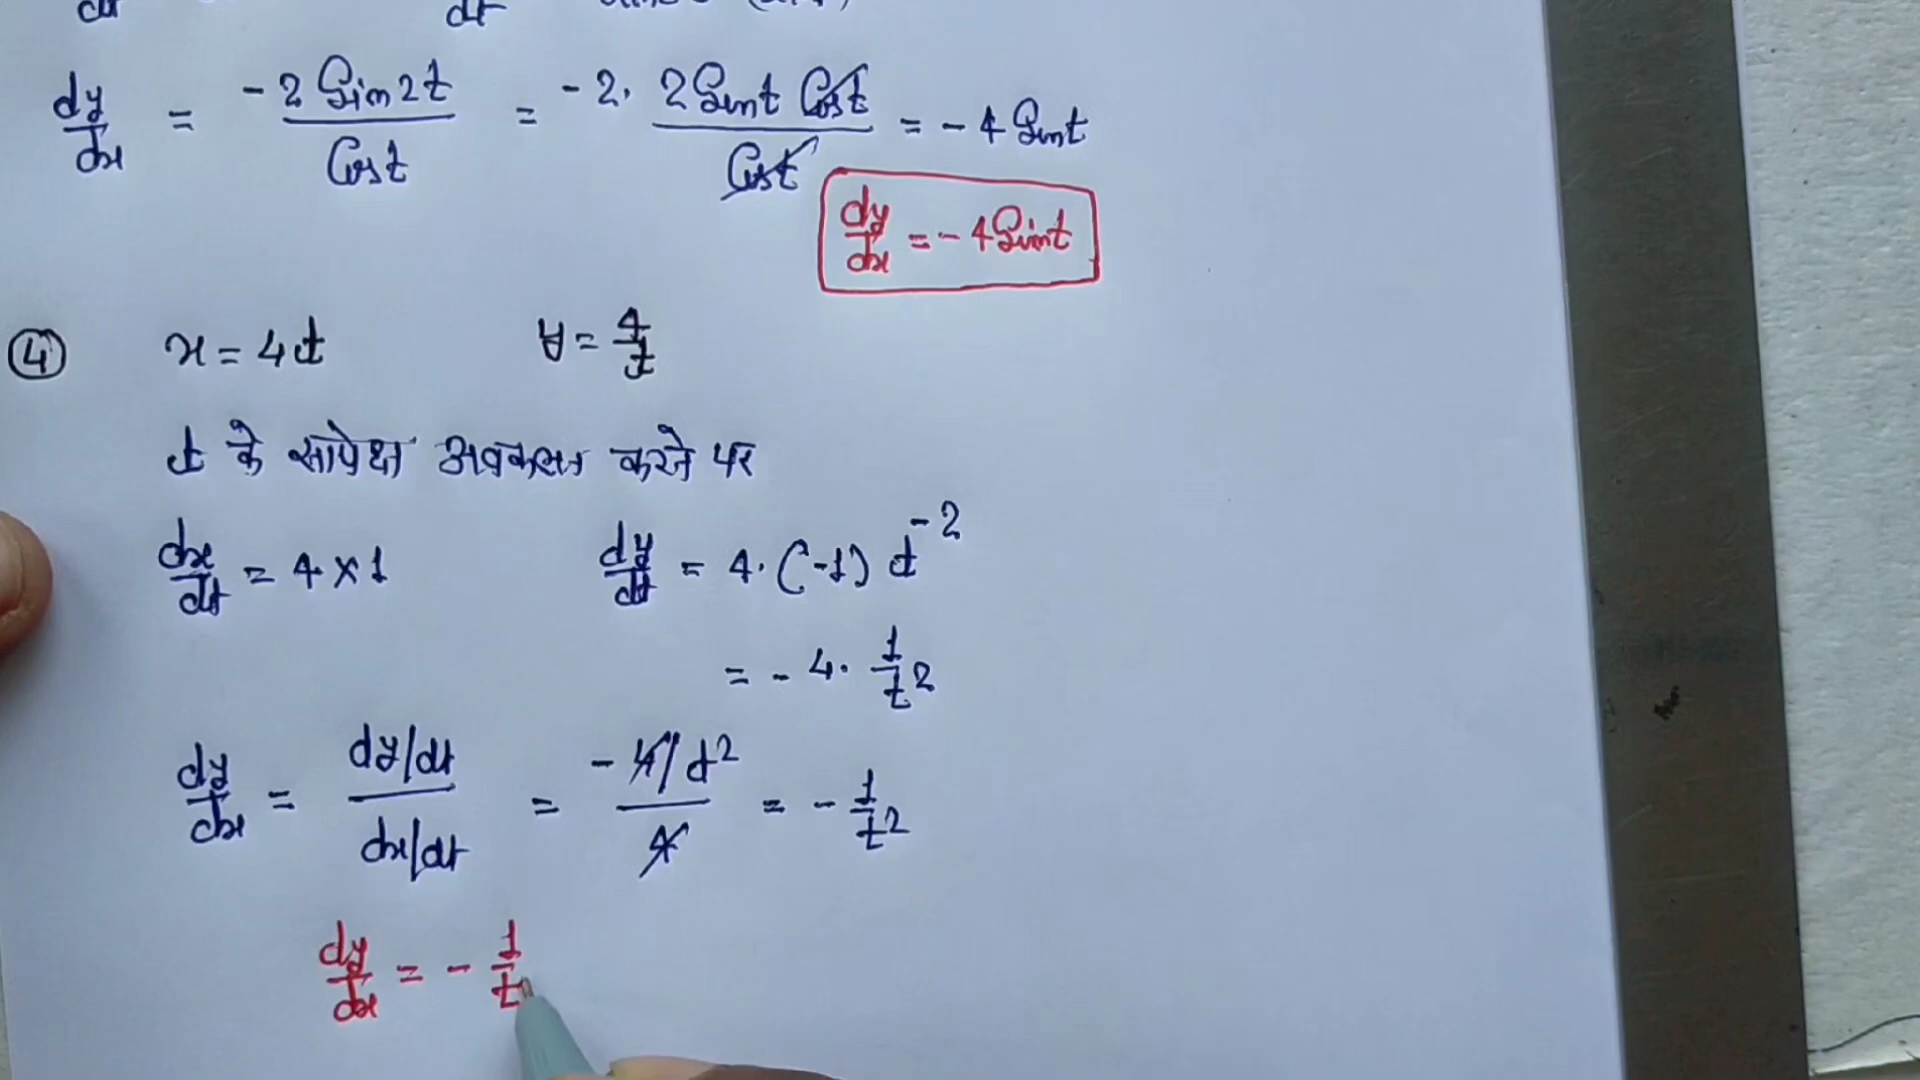 dt
dy/dx = -2 Sin2t / Cost = -2. 2Sint Cost / Cost = -4 Sint
dy/dx = -4Sint
④ x = 4t y = 4/t
t के सापेक्ष अवकलन करने पर
dx/dt = 4×1 dy/dt = 4.(-1) t^-2
= -4. 1/t²
dy/dx = dy/dt / dx/dt = -4/t² / 4 = -1/t²
dy/dx = -1/t